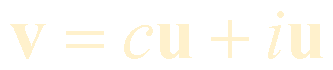 v = cu + iu